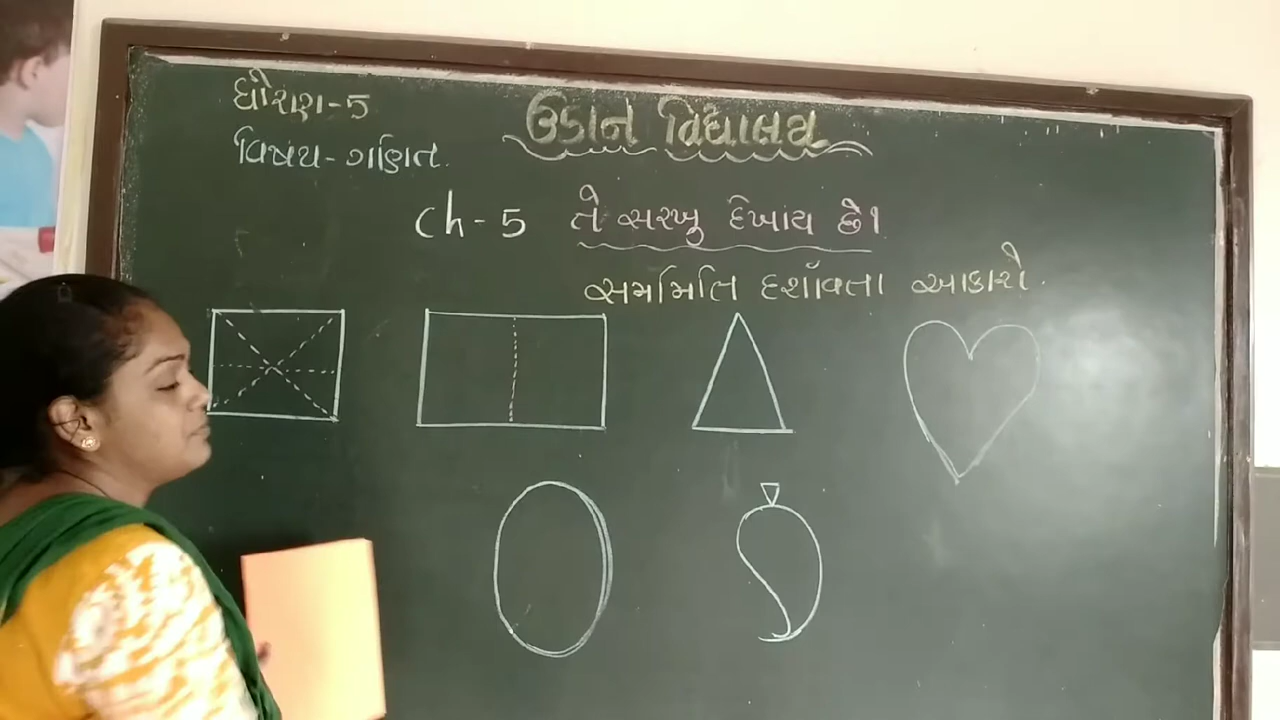 ધોરણ-5
ઉડાન વિદ્યાલય
વિષય-ગણિત.
Ch-5 તે સરખુ દેખાય છે।
સમમિતિ દર્શાવતા આકારો.